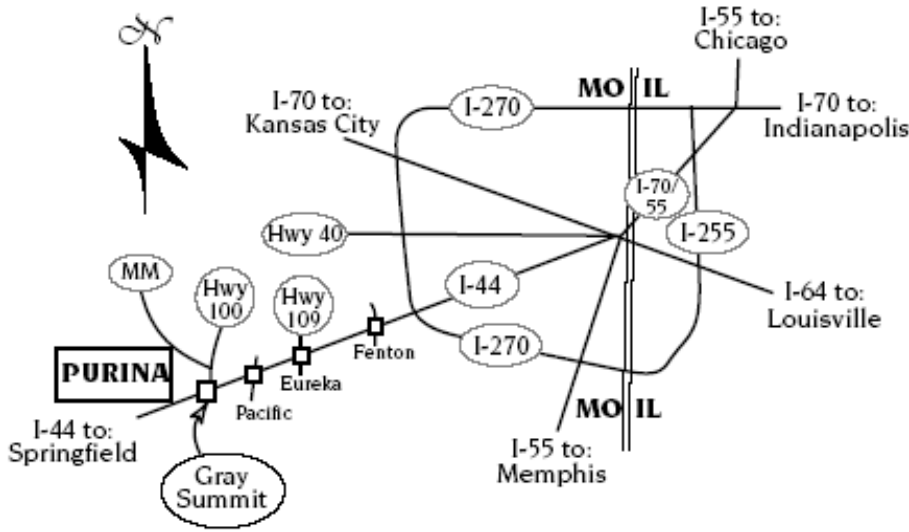 N
I-55 to:
Chicago
MO IL
I-70 to:
Kansas City
I-270
I-70 to:
Indianapolis
I-70/
55
Hwy 40
I-255
MM
Hwy
100
Hwy
109
I-44
I-64 to:
Louisville
Fenton
I-270
PURINA
Eureka
Pacific
MO IL
I-44 to:
Springfield
I-55 to:
Memphis
Gray
Summit